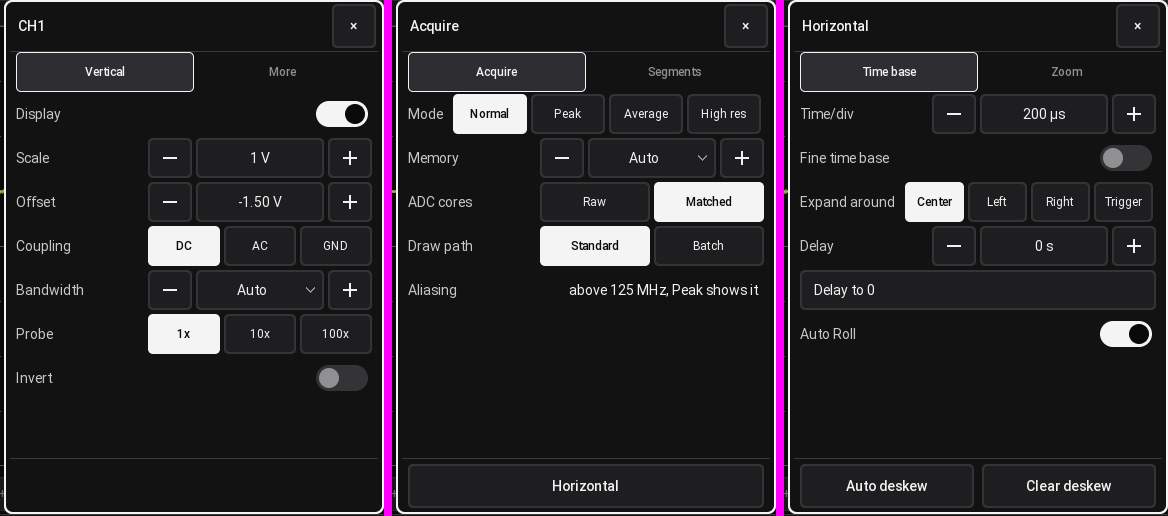 CH1
×
Vertical
More
Display
Scale
1 V
Offset
-1.50 V
Coupling
DC
AC
GND
Bandwidth
Auto
Probe
1x
10x
100x
Invert
Acquire
×
Acquire
Segments
Mode
Normal
Peak
Average
High res
Memory
Auto
ADC cores
Raw
Matched
Draw path
Standard
Batch
Aliasing
above 125 MHz, Peak shows it
Horizontal
Horizontal
×
Time base
Zoom
Time/div
200 µs
Fine time base
Expand around
Center
Left
Right
Trigger
Delay
0 s
Delay to 0
Auto Roll
Auto deskew
Clear deskew